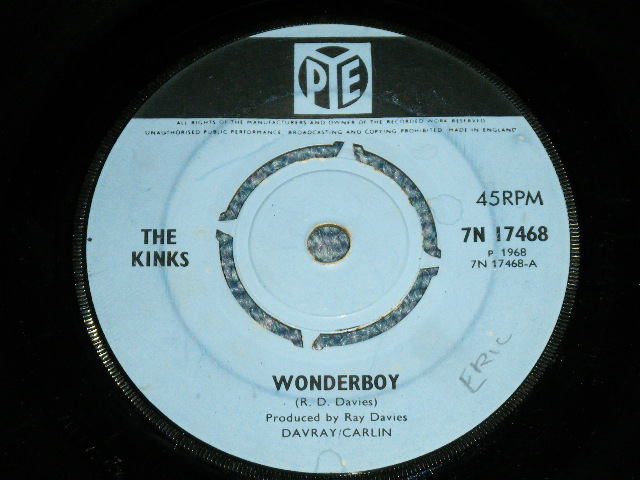 PYE
ALL RIGHTS OF THE MANUFACTURERS AND OWNER OF THE RECORDED WORK RESERVED
UNAUTHORISED PUBLIC PERFORMANCE, BROADCASTING AND COPYING PROHIBITED. MADE IN ENGLAND
45RPM
THE
KINKS
7N 17468
P 1968
7N 17468-A
WONDERBOY
(R. D. Davies)
Produced by Ray Davies
DAVRAY/CARLIN
ERIC